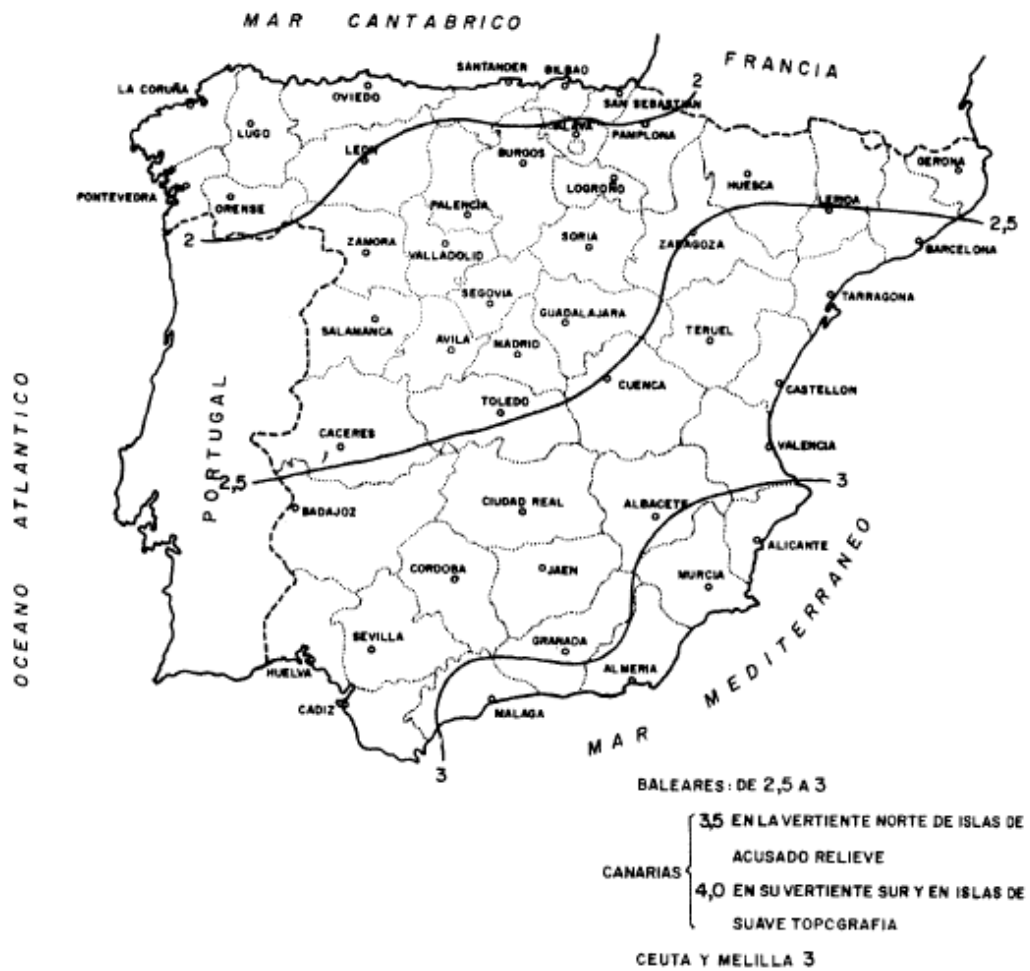 MAR CANTABRICO
FRANCIA
SANTANDER
BILBAO
LA CORUÑA
OVIEDO
SAN SEBASTIAN
2
LUGO
ALAVA
PAMPLONA
LEON
BURGOS
GERONA
HUESCA
LOGROÑO
PONTEVEDRA
ORENSE
PALENCIA
LERIDA
2,5
2
ZAMORA
VALLADOLID
SORIA
ZARAGOZA
BARCELONA
SEGOVIA
TARRAGONA
SALAMANCA
GUADALAJARA
TERUEL
AVILA
MADRID
CUENCA
CASTELLON
TOLEDO
CACERES
VALENCIA
PORTUGAL
OCEANO ATLANTICO
2,5
3
BADAJOZ
CIUDAD REAL
ALBACETE
ALICANTE
CORDOBA
JAEN
MURCIA
SEVILLA
GRANADA
HUELVA
ALMERIA
CADIZ
MALAGA
MAR MEDITERRANEO
3
BALEARES: DE 2,5 A 3
3,5 EN LA VERTIENTE NORTE DE ISLAS DE
ACUSADO RELIEVE
CANARIAS
4,0 EN SU VERTIENTE SUR Y EN ISLAS DE
SUAVE TOPCGRAFIA
CEUTA Y MELILLA 3